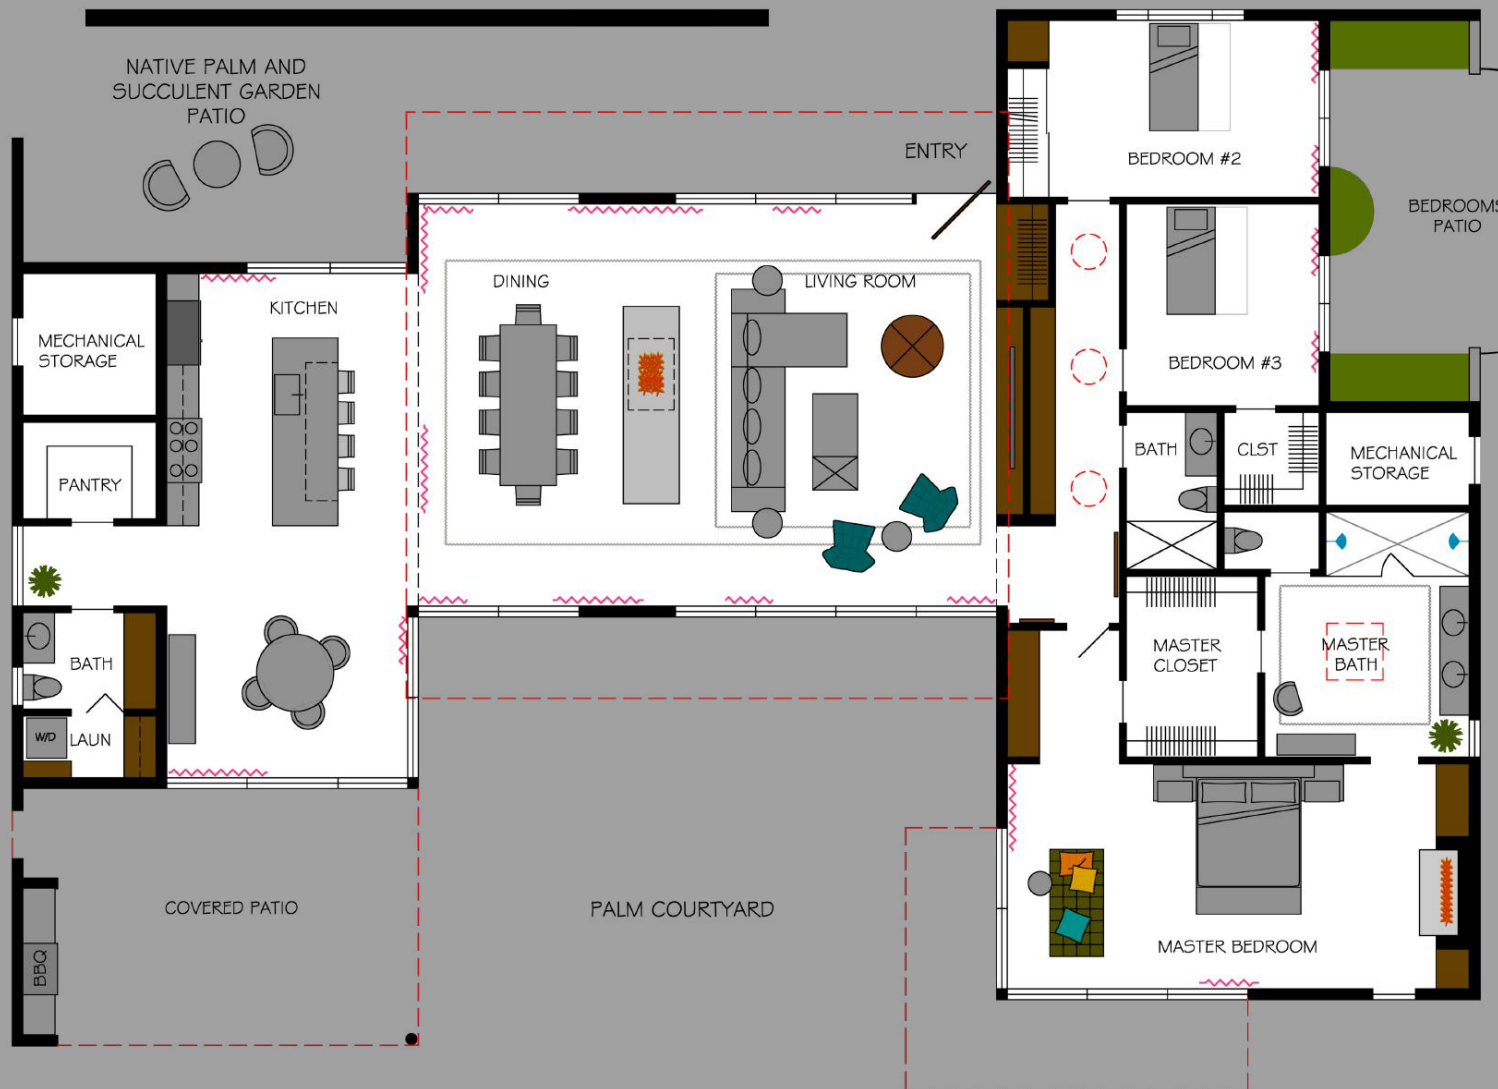 NATIVE PALM AND
SUCCULENT GARDEN
PATIO
ENTRY
BEDROOM #2
BEDROOMS
PATIO
DINING
LIVING ROOM
KITCHEN
MECHANICAL
STORAGE
BEDROOM #3
PANTRY
BATH
CLST
MECHANICAL
STORAGE
BATH
MASTER
CLOSET
MASTER
BATH
W/D
LAUN
COVERED PATIO
PALM COURTYARD
MASTER BEDROOM
BBQ